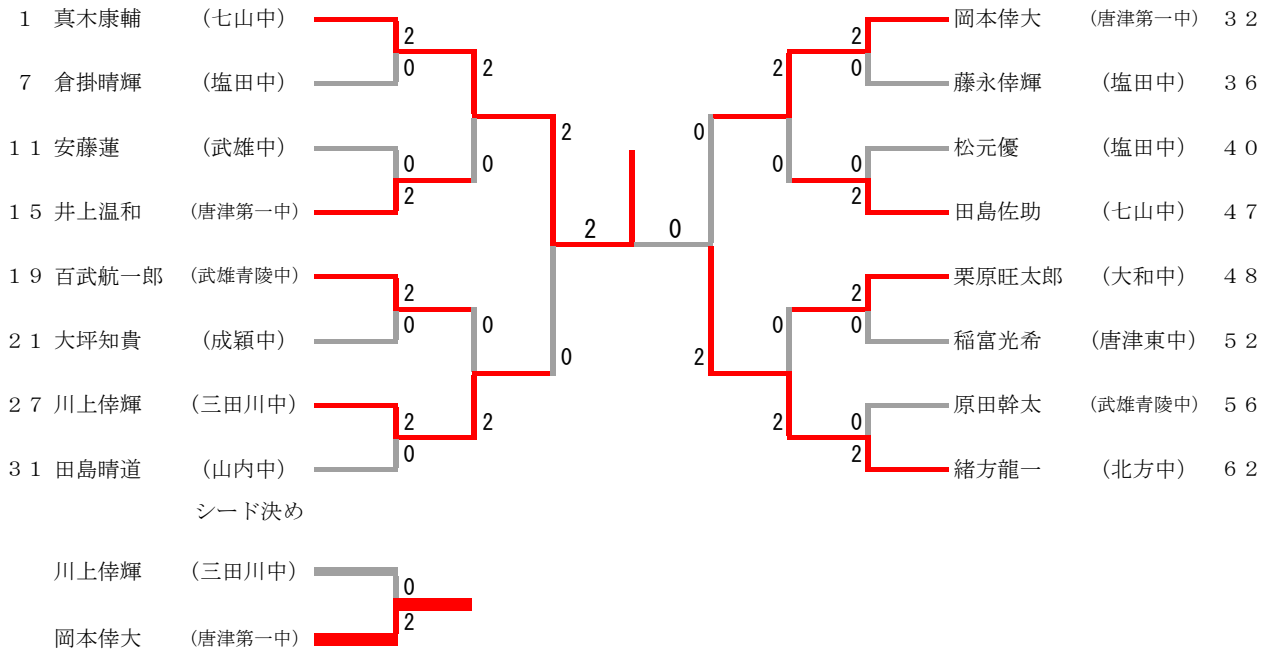 1 真木康輔 (七山中) 岡本倖大 (唐津第一中) 32
2 2
0 2 2 0
7 倉掛晴輝 (塩田中) 藤永倖輝 (塩田中) 36
2 0
11 安藤蓮 (武雄中) 松元優 (塩田中) 40
0 0 0 0
2 2
15 井上温和 (唐津第一中) 田島佐助 (七山中) 47
2 0
19 百武航一郎 (武雄青陵中) 栗原旺太郎 (大和中) 48
2 2
0 0 0 0
21 大坪知貴 (成穎中) 稲富光希 (唐津東中) 52
0 2
27 川上倖輝 (三田川中) 原田幹太 (武雄青陵中) 56
2 2 2 0
0 2
31 田島晴道 (山内中) 緒方龍一 (北方中) 62
シード決め
川上倖輝 (三田川中)
0
2
岡本倖大 (唐津第一中)